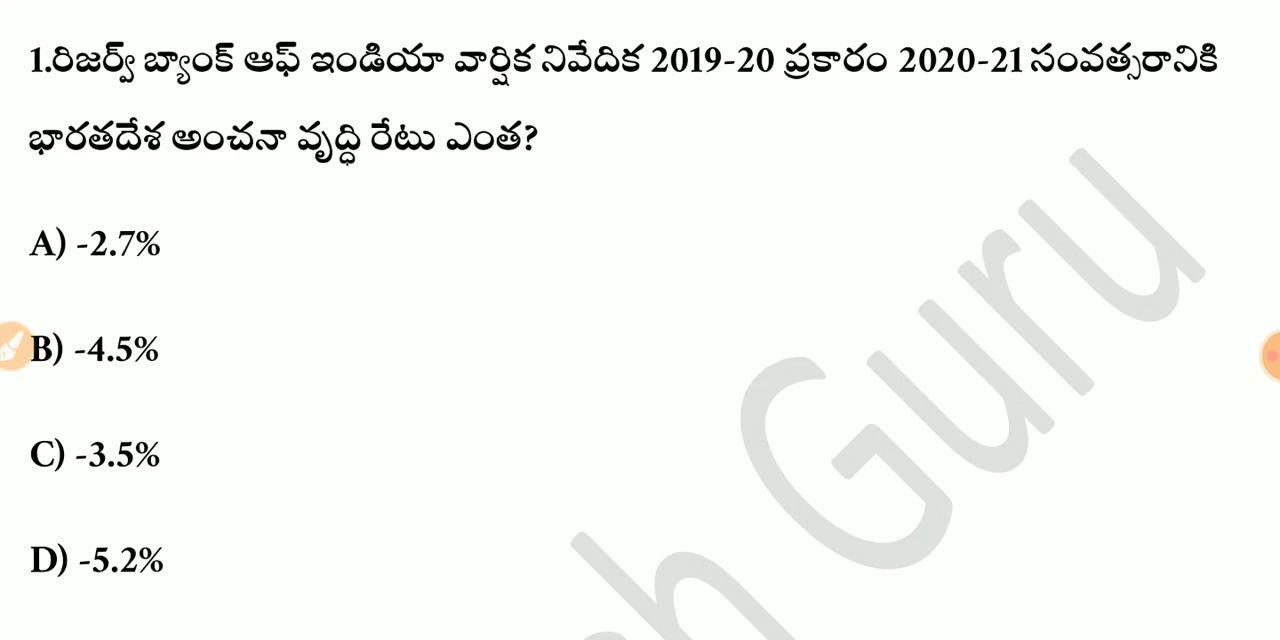 1.రిజర్వ్ బ్యాంక్ ఆఫ్ ఇండియా వార్షిక నివేదిక 2019-20 ప్రకారం 2020-21 సంవత్సరానికి
భారతదేశ అంచనా వృద్ధి రేటు ఎంత?
A) -2.7%
B) -4.5%
C) -3.5%
D) -5.2%
h Guru